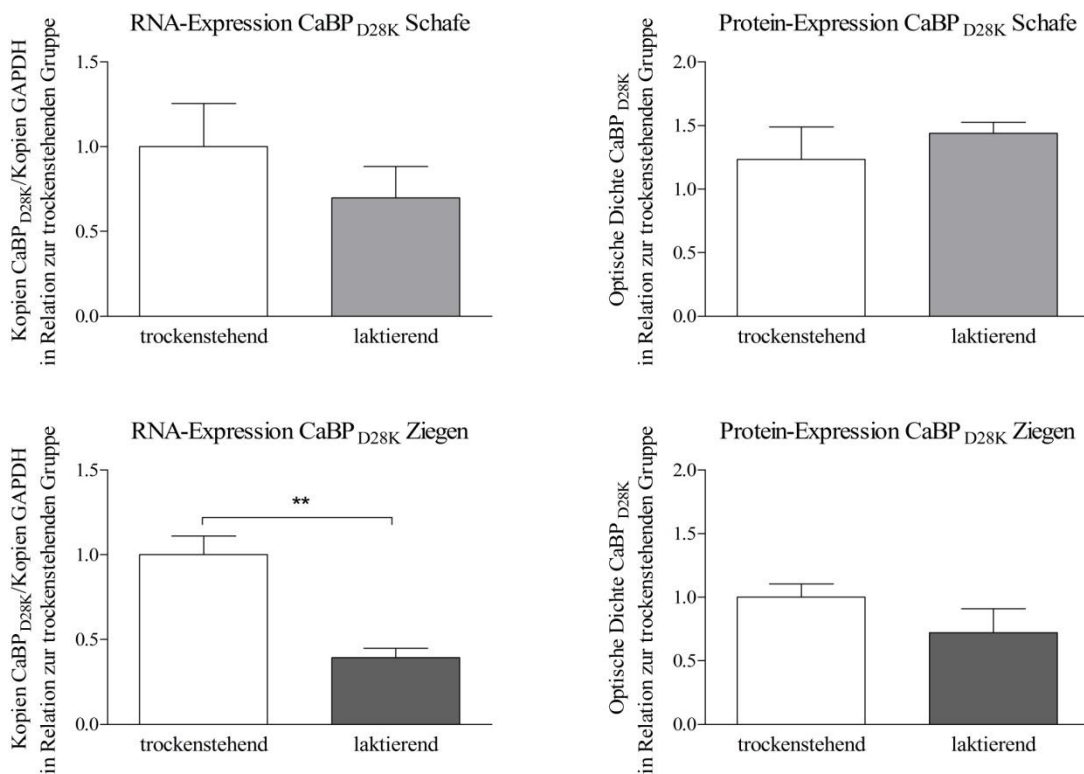 RNA-Expression CaBP D28K Schafe
Kopien CaBP D28K/Kopien GAPDH
in Relation zur trockenstehenden Gruppe
1.5
1.0
0.5
0.0
trockenstehend laktierend
Protein-Expression CaBP D28K Schafe
Optische Dichte CaBP D28K
in Relation zur trockenstehenden Gruppe
2.0
1.5
1.0
0.5
0.0
trockenstehend laktierend
RNA-Expression CaBP D28K Ziegen
Kopien CaBP D28K/Kopien GAPDH
in Relation zur trockenstehenden Gruppe
1.5
1.0
0.5
0.0
**
trockenstehend laktierend
Protein-Expression CaBP D28K Ziegen
Optische Dichte CaBP D28K
in Relation zur trockenstehenden Gruppe
2.0
1.5
1.0
0.5
0.0
trockenstehend laktierend